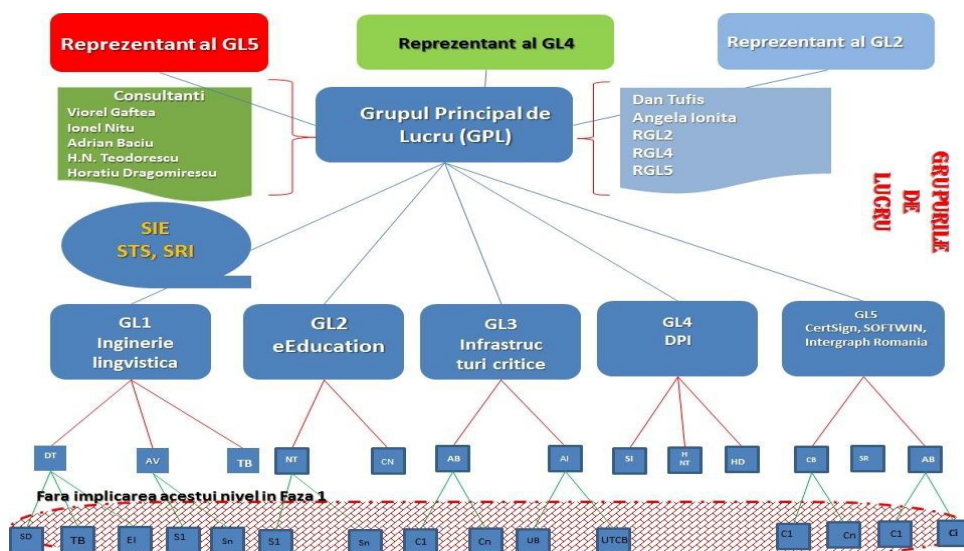 Reprezentant al GL5
Reprezentant al GL4
Reprezentant al GL2
Consultanti
Viorel Gaftea
Ionel Nitu
Adrian Baciu
H.N. Teodorescu
Horatiu Dragomirescu
Grupul Principal de
Lucru (GPL)
Dan Tufis
Angela Ionita
RGL2
RGL4
RGL5
GRUPURILE
DE
LUCRU
SIE
STS, SRI
GL1
Inginerie
lingvistica
GL2
eEducation
GL3
Infrastruc
turi critice
GL4
DPI
GL5
CertSign, SOFTWIN,
Intergraph Romania
DT
AV
TB
NT
CN
AB
AI
SI
H
NT
HD
CB
SR
AB
Fara implicarea acestui nivel in Faza 1
SD
TB
EI
S1
Sn
S1
Sn
C1
Cn
UB
UTCB
C1
Cn
C1
Ci